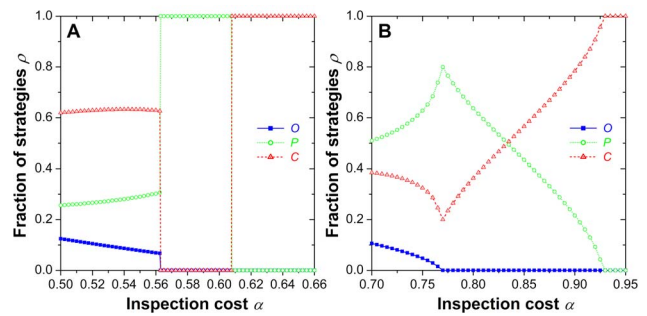 A
Fraction of strategies ρ
1.0
0.8
0.6
0.4
0.2
0.0
O
P
C
0.50 0.52 0.54 0.56 0.58 0.60 0.62 0.64 0.66
Inspection cost α
B
Fraction of strategies ρ
1.0
0.8
0.6
0.4
0.2
0.0
O
P
C
0.70 0.75 0.80 0.85 0.90 0.95
Inspection cost α